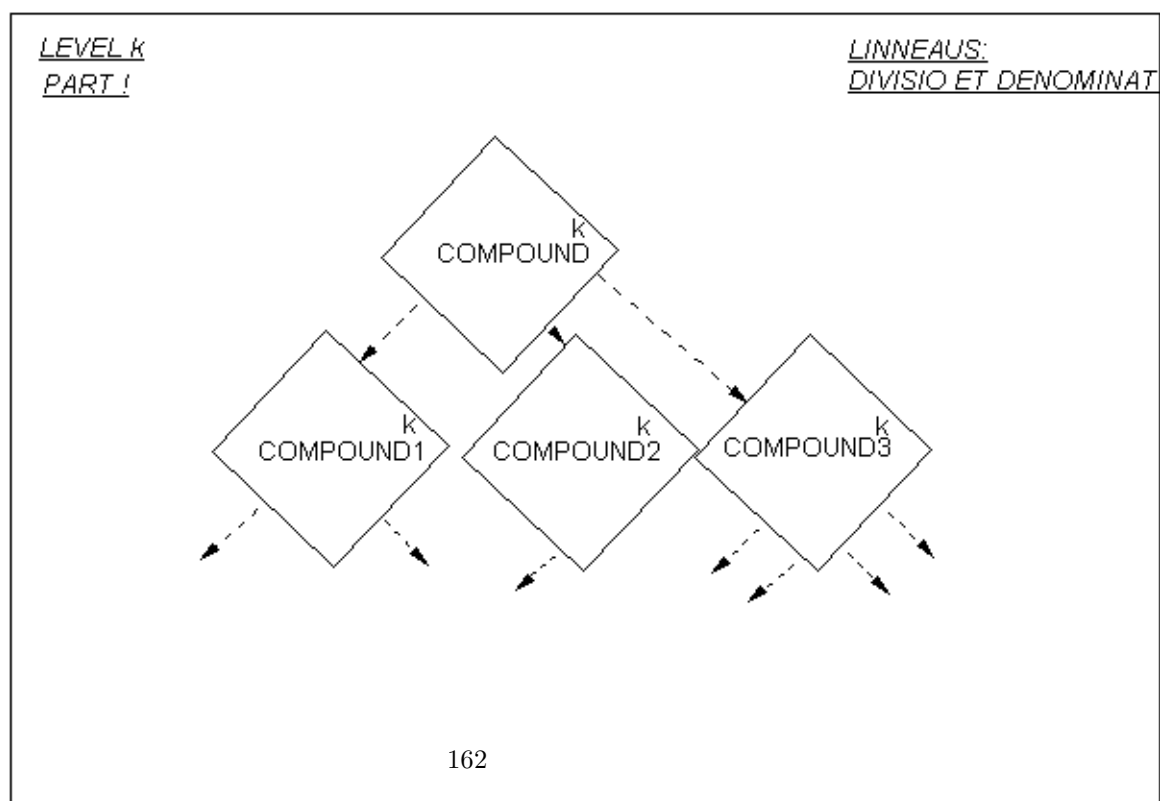 LEVEL k
PART !
LINNEAUS:
DIVISIO ET DENOMINAT
k
COMPOUND
k
COMPOUND1
k
COMPOUND2
k
COMPOUND3
162